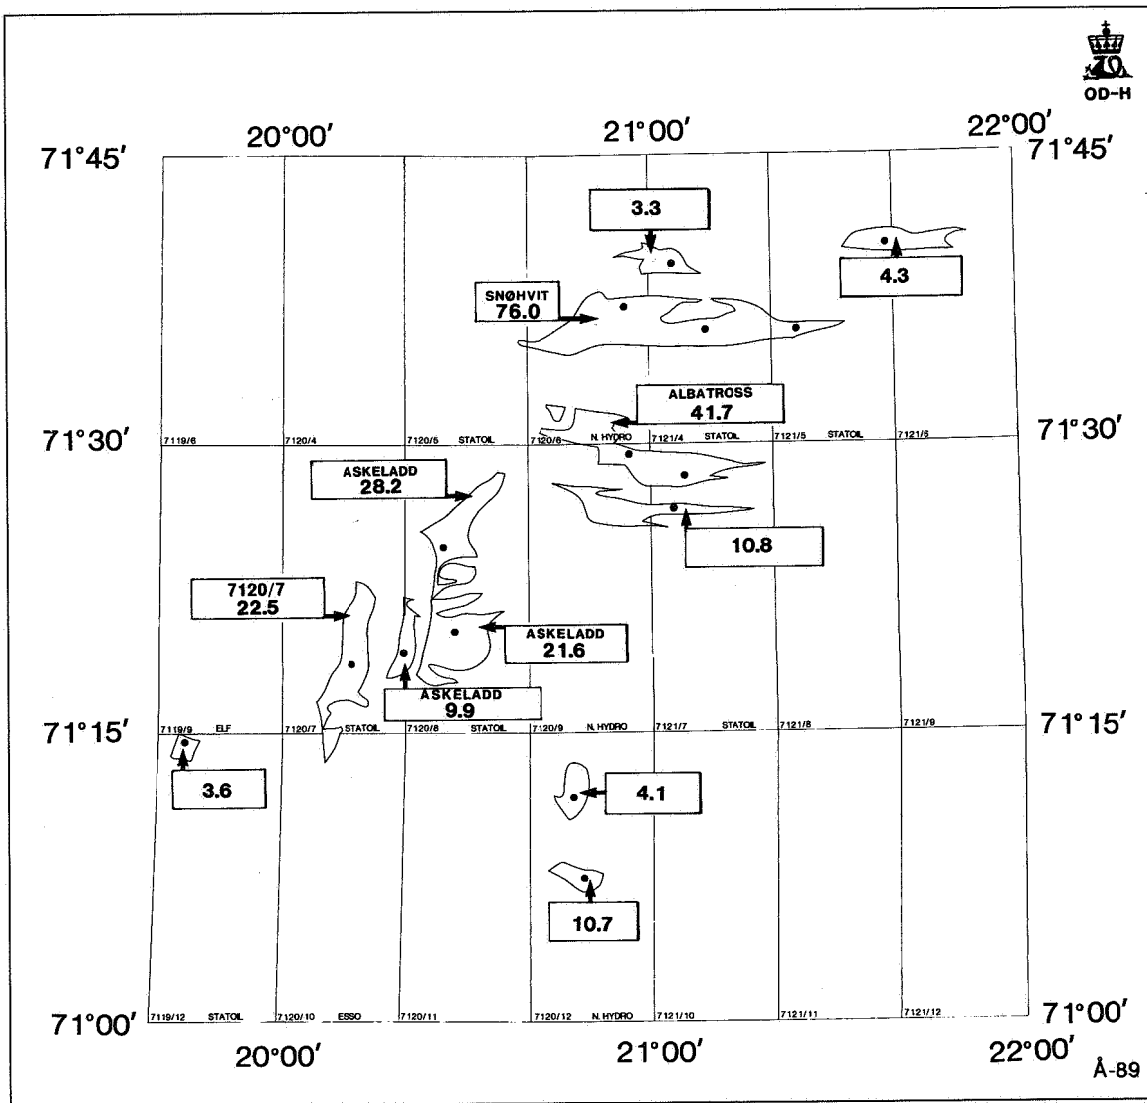 OD-H
20°00′
21°00′
22°00′
71°45′
71°45′
3.3
4.3
SNØHVIT
76.0
ALBATROSS
41.7
71°30′
7119/6
7120/4
7120/5
STATOIL
7120/6
N. HYDRO
7121/4
STATOIL
7121/5
STATOIL
7121/6
71°30′
ASKELADD
28.2
10.8
7120/7
22.5
ASKELADD
21.6
ASKELADD
9.9
71°15′
7119/9
ELF
7120/7
STATOIL
7120/8
STATOIL
7120/9
N. HYDRO
7121/7
STATOIL
7121/8
7121/9
71°15′
3.6
4.1
10.7
71°00′
7119/12
STATOIL
7120/10
ESSO
7120/11
7120/12
N. HYDRO
7121/10
7121/11
7121/12
71°00′
20°00′
21°00′
22°00′
Å-89